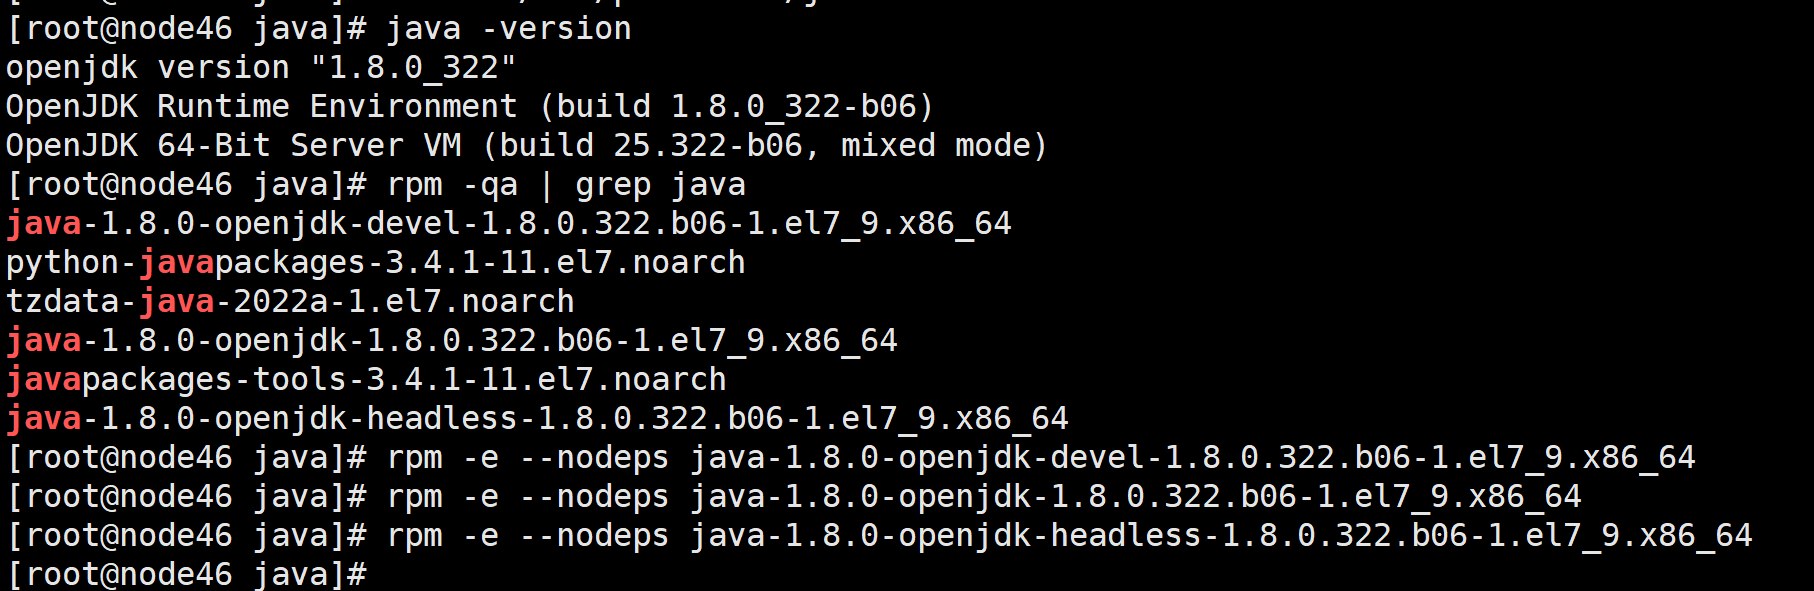 [root@node46 java]# java -version
openjdk version "1.8.0_322"
OpenJDK Runtime Environment (build 1.8.0_322-b06)
OpenJDK 64-Bit Server VM (build 25.322-b06, mixed mode)
[root@node46 java]# rpm -qa | grep java
java-1.8.0-openjdk-devel-1.8.0.322.b06-1.el7_9.x86_64
python-javapackages-3.4.1-11.el7.noarch
tzdata-java-2022a-1.el7.noarch
java-1.8.0-openjdk-1.8.0.322.b06-1.el7_9.x86_64
javapackages-tools-3.4.1-11.el7.noarch
java-1.8.0-openjdk-headless-1.8.0.322.b06-1.el7_9.x86_64
[root@node46 java]# rpm -e --nodeps java-1.8.0-openjdk-devel-1.8.0.322.b06-1.el7_9.x86_64
[root@node46 java]# rpm -e --nodeps java-1.8.0-openjdk-1.8.0.322.b06-1.el7_9.x86_64
[root@node46 java]# rpm -e --nodeps java-1.8.0-openjdk-headless-1.8.0.322.b06-1.el7_9.x86_64
[root@node46 java]#